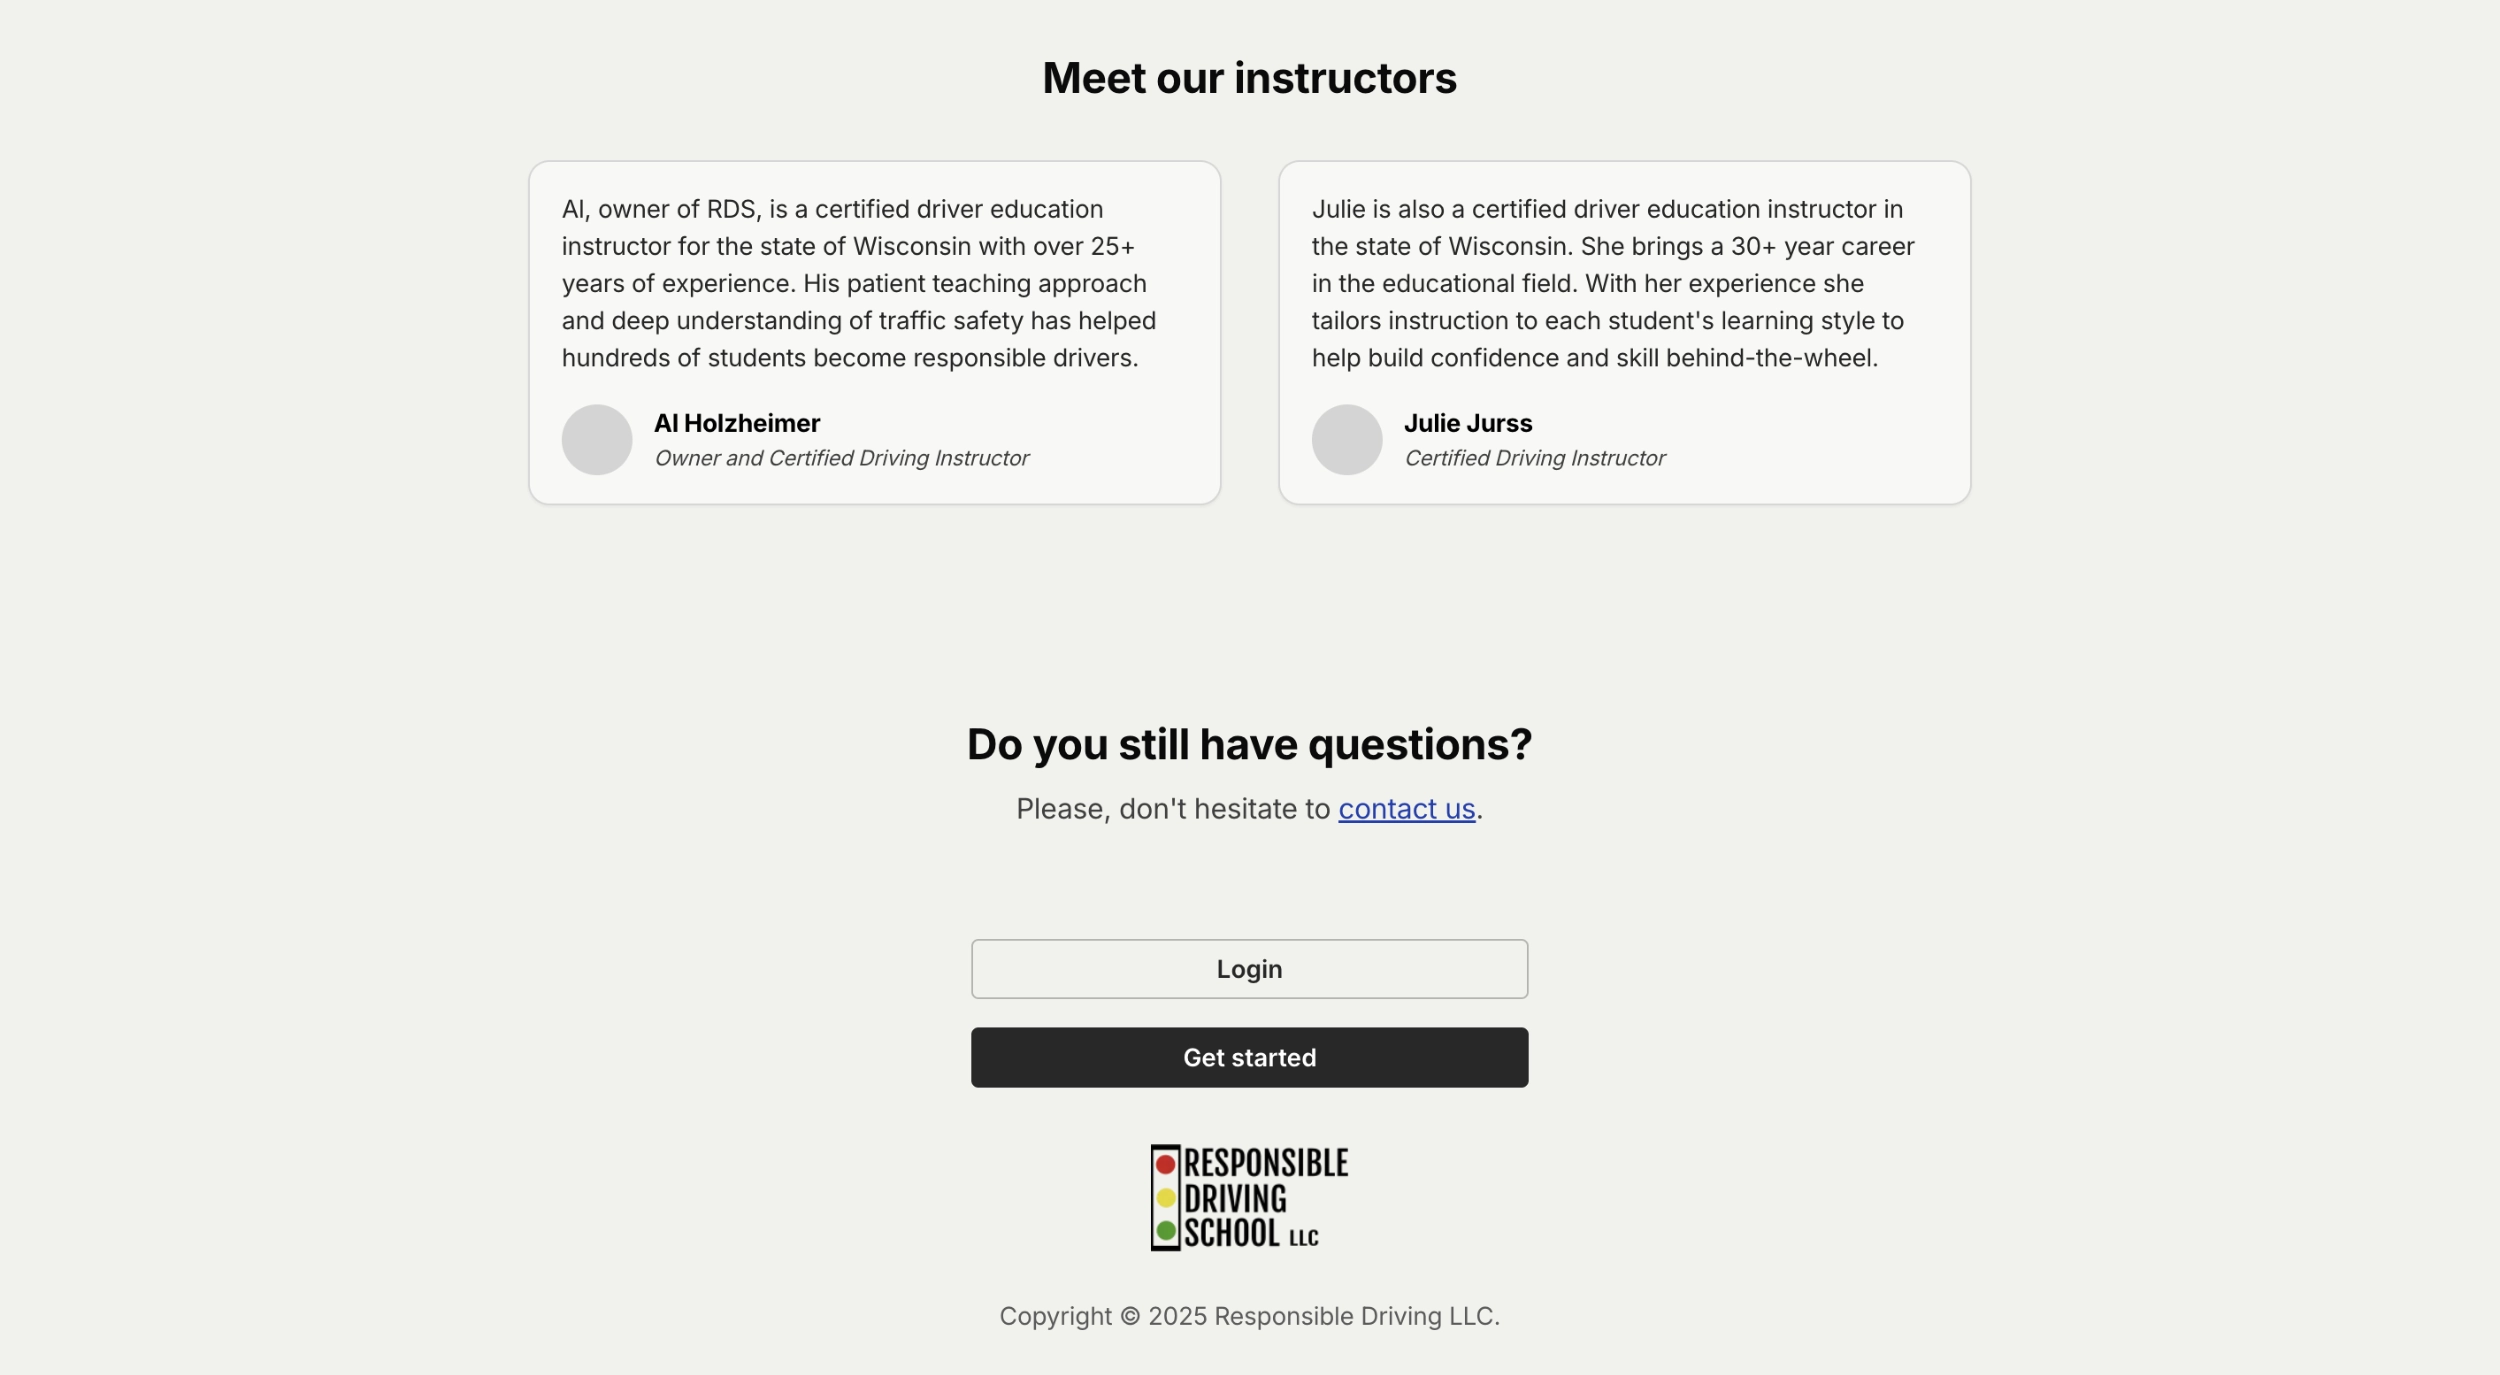 Meet our instructors
Al, owner of RDS, is a certified driver education
instructor for the state of Wisconsin with over 25+
years of experience. His patient teaching approach
and deep understanding of traffic safety has helped
hundreds of students become responsible drivers.
Al Holzheimer
Owner and Certified Driving Instructor
Julie is also a certified driver education instructor in
the state of Wisconsin. She brings a 30+ year career
in the educational field. With her experience she
tailors instruction to each student's learning style to
help build confidence and skill behind-the-wheel.
Julie Jurss
Certified Driving Instructor
Do you still have questions?
Please, don't hesitate to contact us.
Login
Get started
RESPONSIBLE
DRIVING
SCHOOL LLC
Copyright © 2025 Responsible Driving LLC.